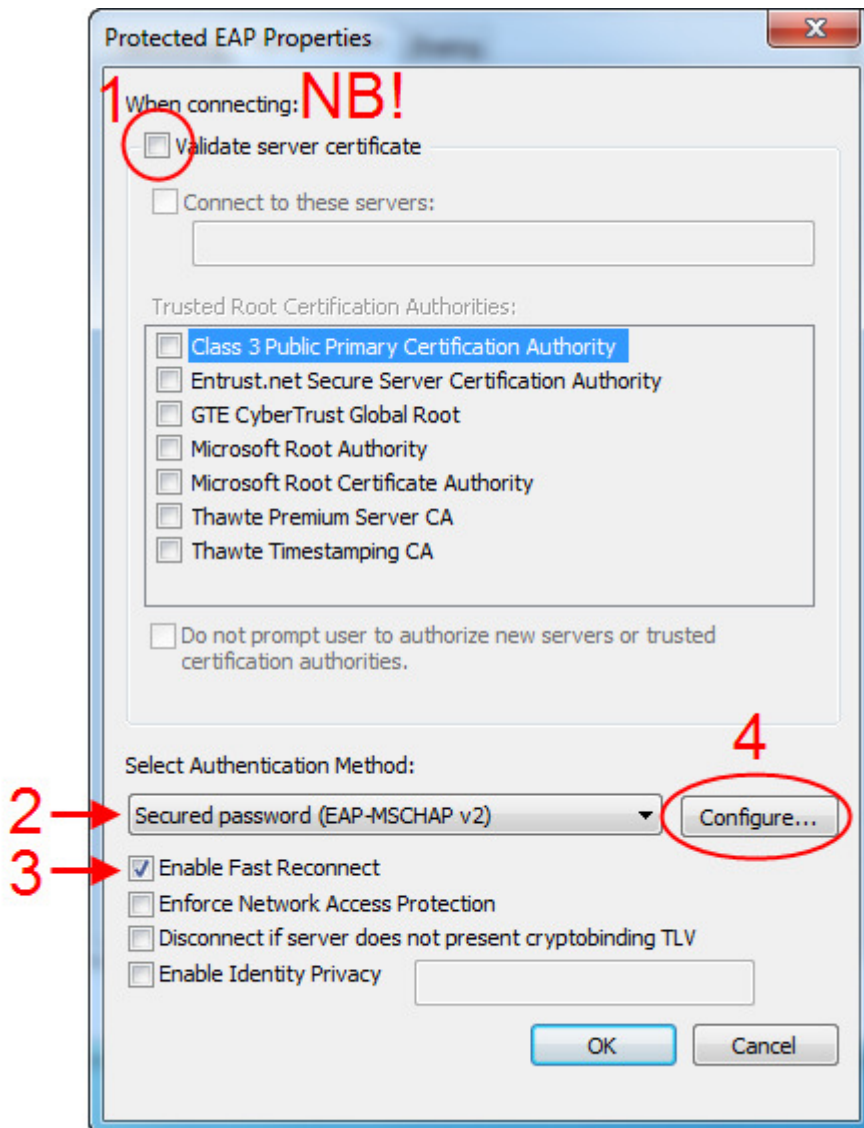 Protected EAP Properties
1 When connecting: NB!
Validate server certificate
Connect to these servers:
Trusted Root Certification Authorities:
Class 3 Public Primary Certification Authority
Entrust.net Secure Server Certification Authority
GTE CyberTrust Global Root
Microsoft Root Authority
Microsoft Root Certificate Authority
Thawte Premium Server CA
Thawte Timestamping CA
Do not prompt user to authorize new servers or trusted
certification authorities.
4
Select Authentication Method:
2 Secured password (EAP-MSCHAP v2) Configure...
3 Enable Fast Reconnect
Enforce Network Access Protection
Disconnect if server does not present cryptobinding TLV
Enable Identity Privacy
OK Cancel